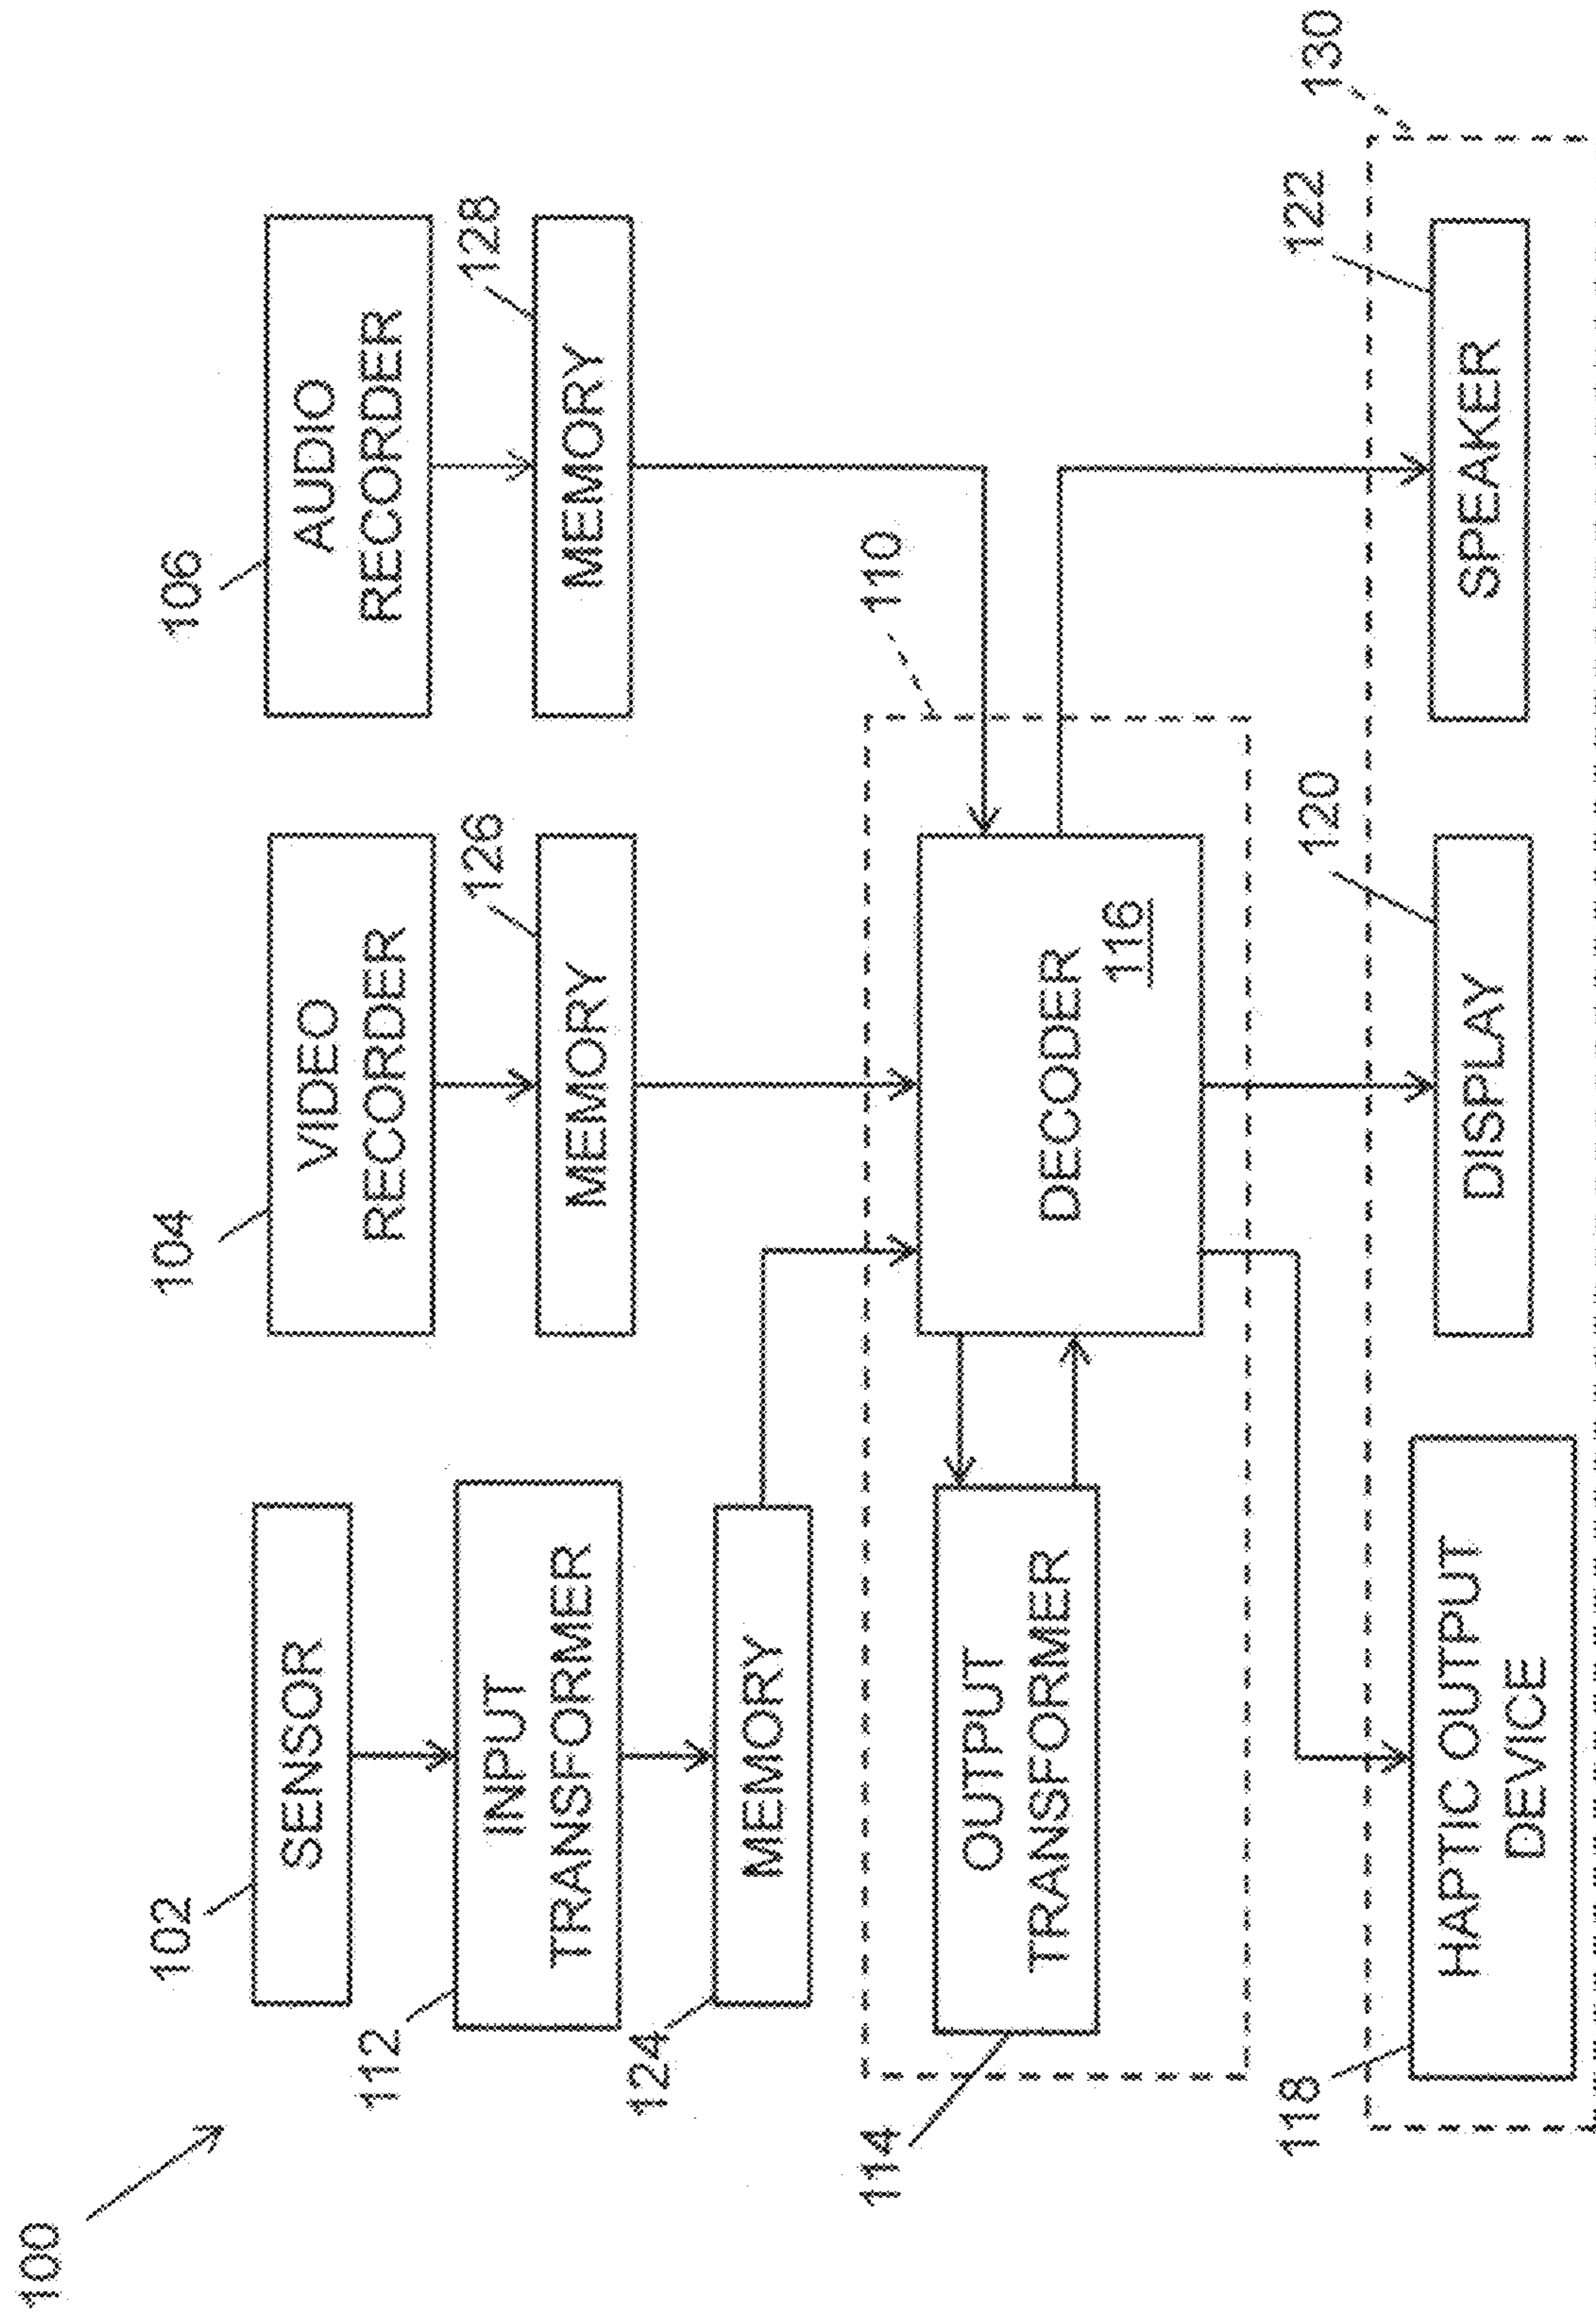 100
102
SENSOR
104
VIDEO
RECORDER
106
AUDIO
RECORDER
112
INPUT
TRANSFORMER
126
MEMORY
128
MEMORY
124
MEMORY
110
114
OUTPUT
TRANSFORMER
DECODER
116
118
HAPTIC OUTPUT
DEVICE
120
DISPLAY
122
SPEAKER
130